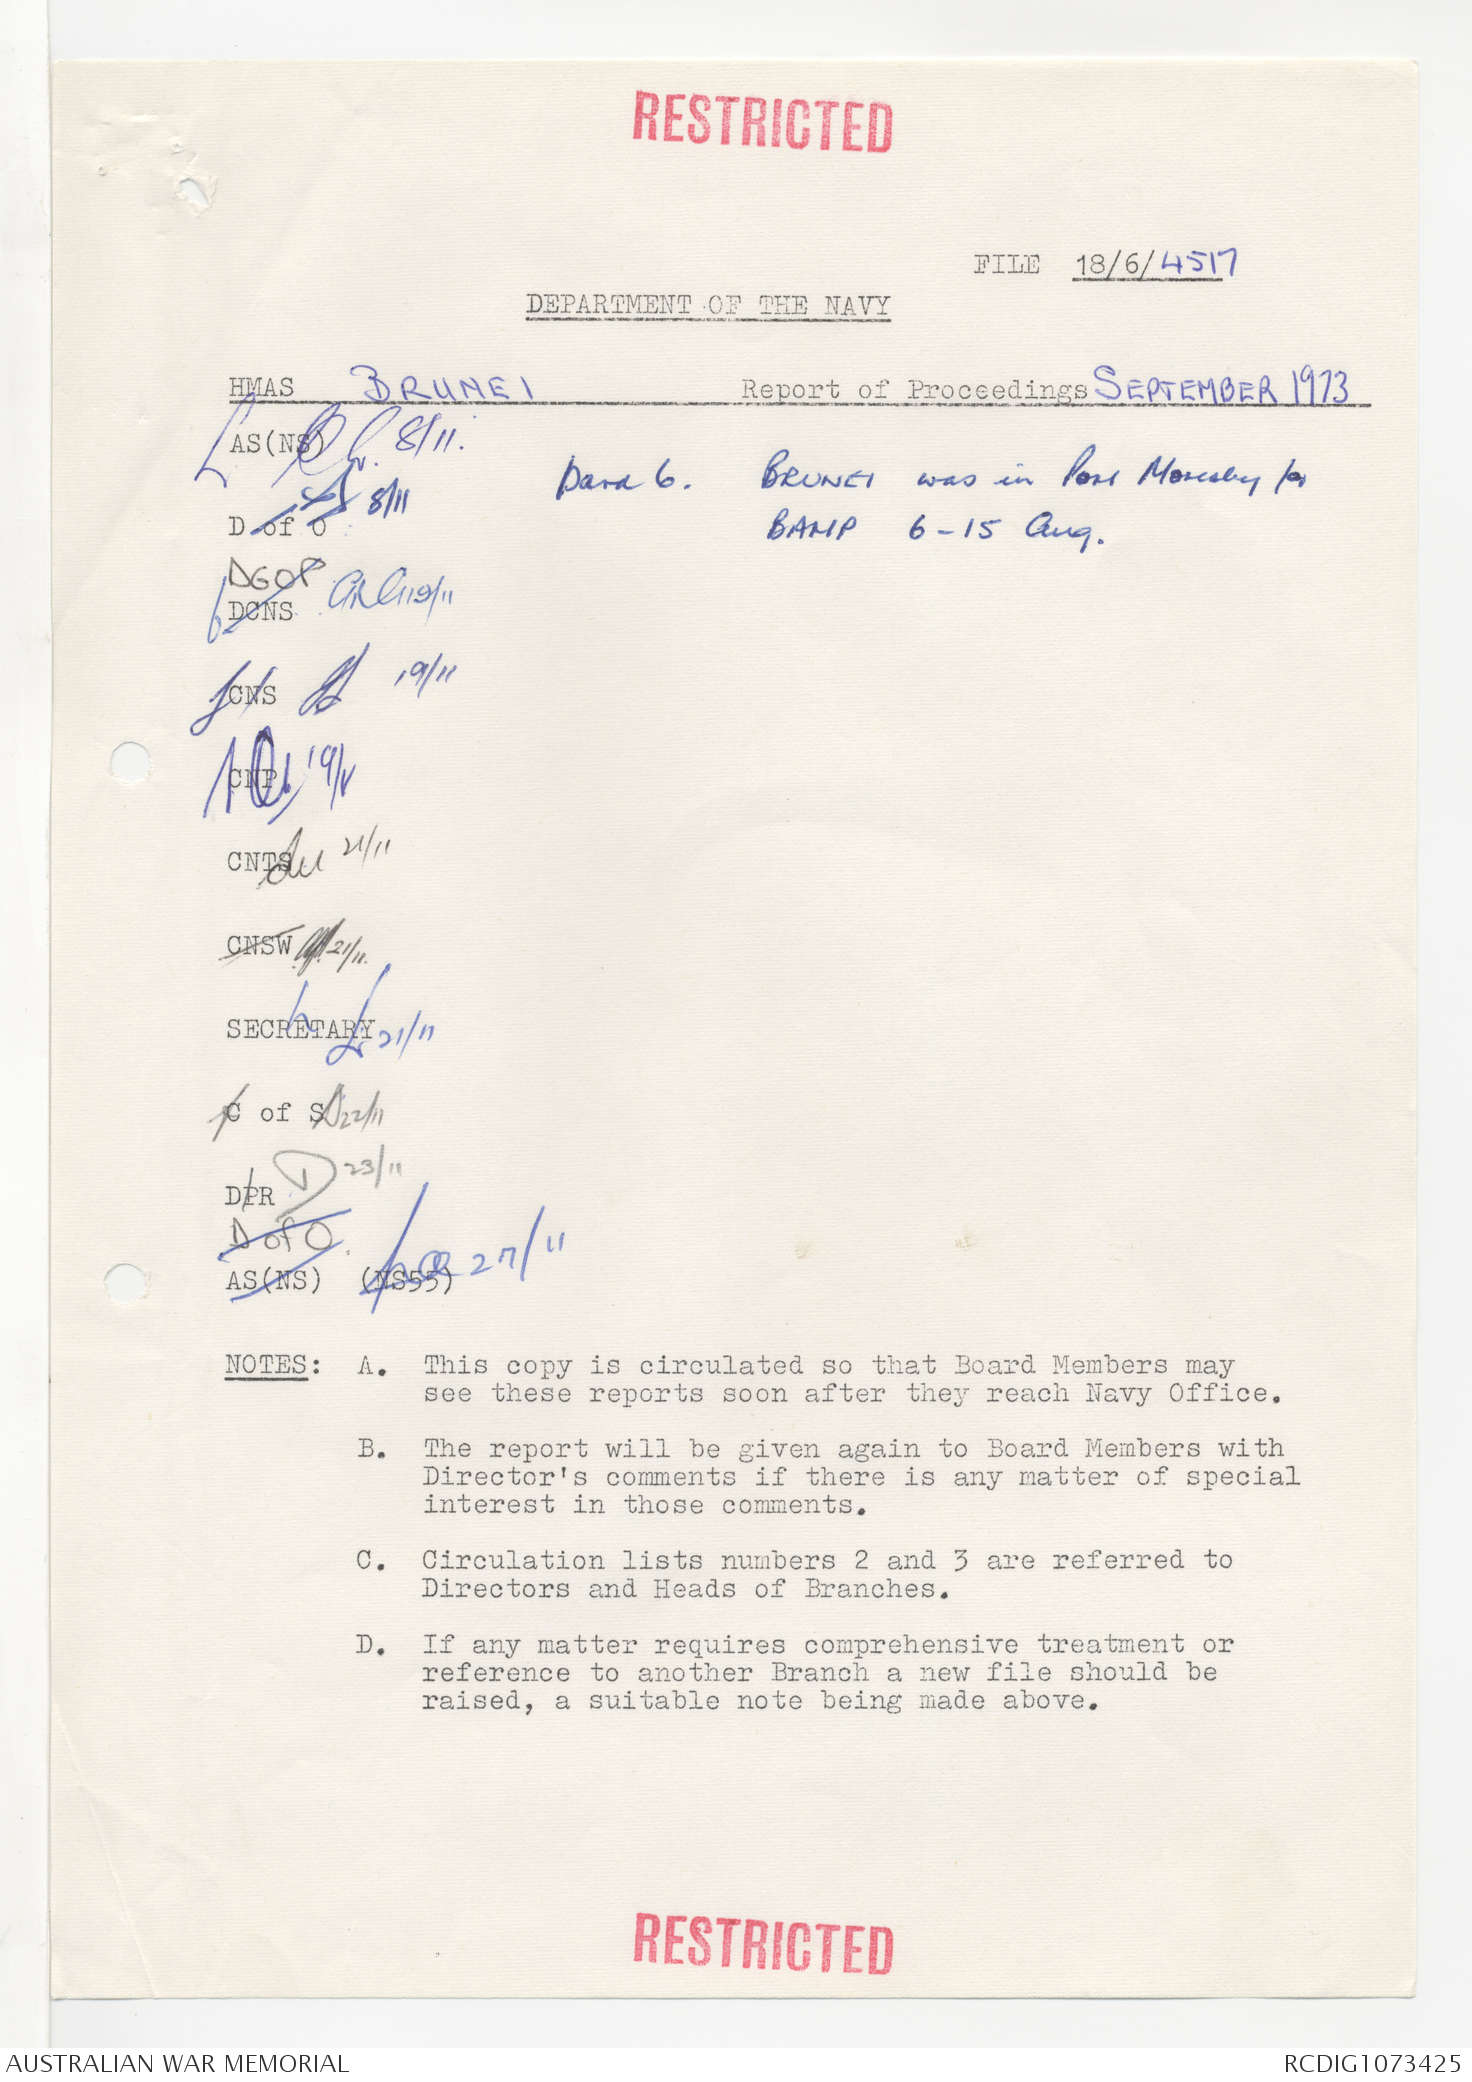 RESTRICTED
FILE 18/6/4517
DEPARTMENT OF THE NAVY
HMAS BRUNEI Report of Proceedings SEPTEMBER 1973
AS(NS) 8/11.
Para 6. BRUNEI was in Port Moresby for
8/11
D of O
BAMP 6-15 Aug.
DGOP
DCNS 19/11
CNS 19/11
CNP 19/11
CNTS 21/11
CNSW 21/11.
SECRETARY 21/11
C of S 22/11
DPR 23/11
D of O.
AS(NS) (NS55) 27/11
NOTES: A. This copy is circulated so that Board Members may
see these reports soon after they reach Navy Office.
B. The report will be given again to Board Members with
Director's comments if there is any matter of special
interest in those comments.
C. Circulation lists numbers 2 and 3 are referred to
Directors and Heads of Branches.
D. If any matter requires comprehensive treatment or
reference to another Branch a new file should be
raised, a suitable note being made above.
RESTRICTED
AUSTRALIAN WAR MEMORIAL
RCDIG1073425